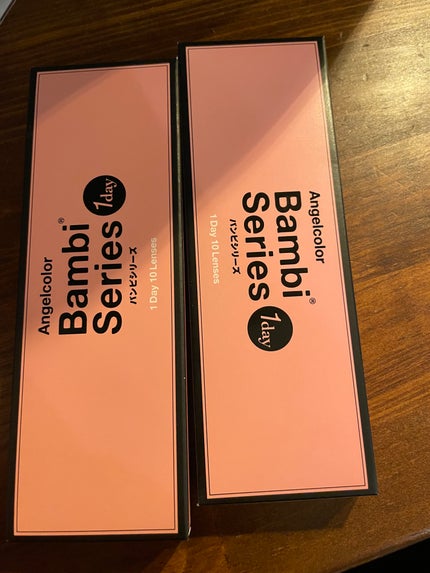 Angelcolor
Bambi®
Series 1day
バンビシリーズ
1 Day 10 Lenses
Angelcolor
Bambi®
Series 1day
バンビシリーズ
1 Day 10 Lenses